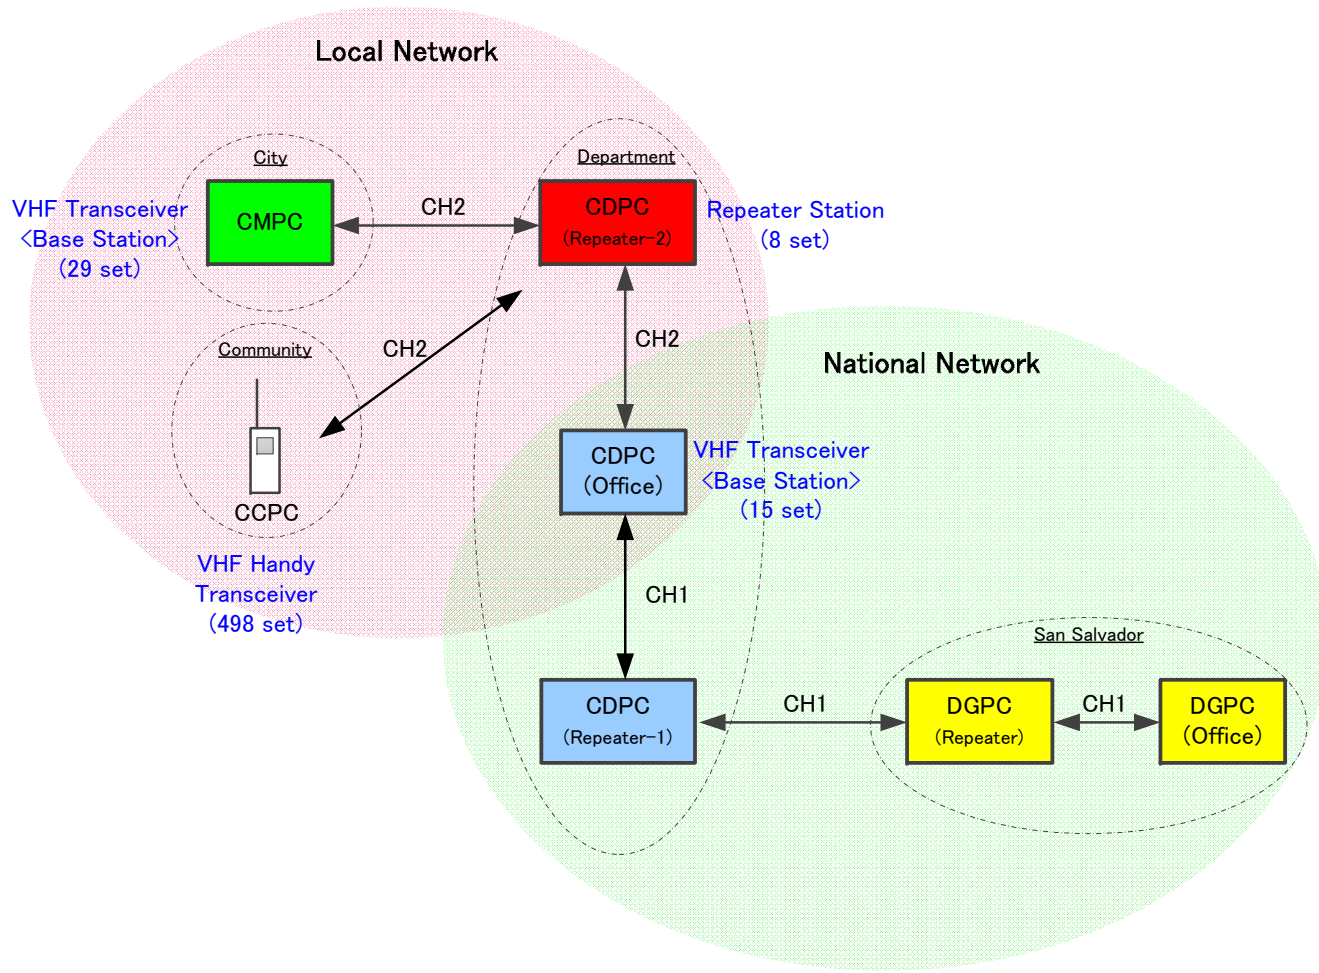 Local Network
City
Department
VHF Transceiver
<Base Station>
(29 set)
CMPC
CH2
CDPC
(Repeater-2)
Repeater Station
(8 set)
CH2
CH2
Community
CCPC
VHF Handy
Transceiver
(498 set)
National Network
CDPC
(Office)
VHF Transceiver
<Base Station>
(15 set)
CH1
San Salvador
CDPC
(Repeater-1)
CH1
DGPC
(Repeater)
CH1
DGPC
(Office)